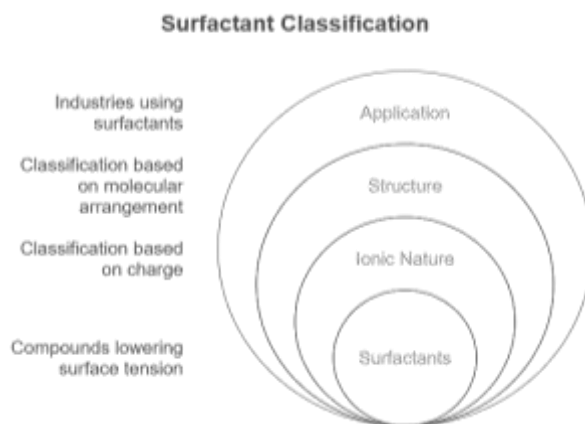 Surfactant Classification
Industries using
surfactants
Application
Classification based
on molecular
arrangement
Structure
Classification based
on charge
Ionic Nature
Compounds lowering
surface tension
Surfactants